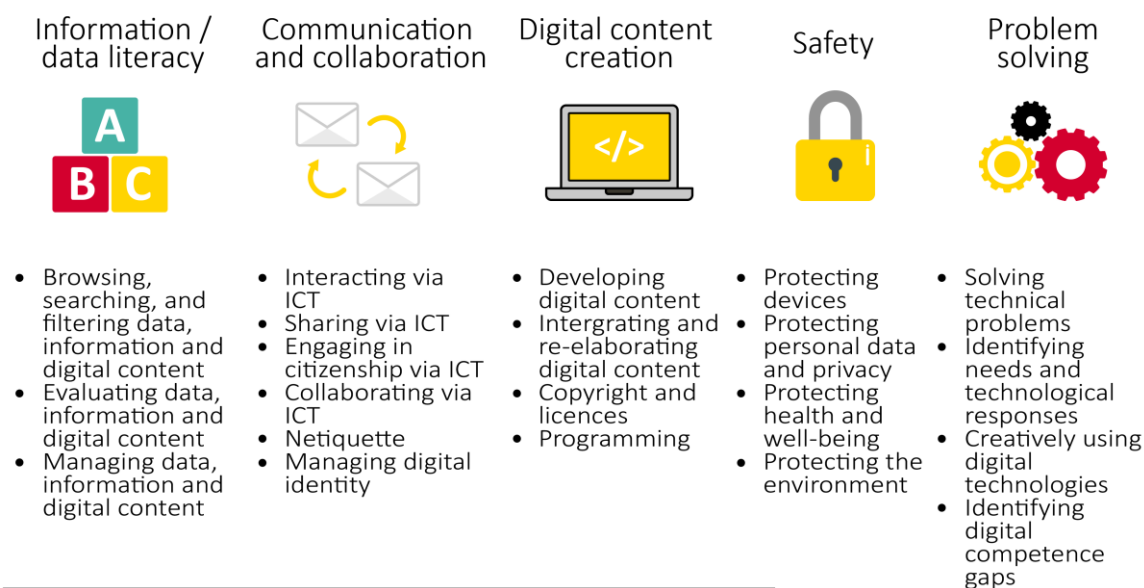 Information /
data literacy
Communication
and collaboration
Digital content
creation
Safety
Problem
solving
A
B C
</>
i
• Browsing,
searching, and
filtering data,
information and
digital content
• Evaluating data,
information and
digital content
• Managing data,
information and
digital content
• Interacting via
ICT
• Sharing via ICT
• Engaging in
citizenship via ICT
• Collaborating via
ICT
• Netiquette
• Managing digital
identity
• Developing
digital content
• Intergrating and
re-elaborating
digital content
• Copyright and
licences
• Programming
• Protecting
devices
• Protecting
personal data
and privacy
• Protecting
health and
well-being
• Protecting the
environment
• Solving
technical
problems
• Identifying
needs and
technological
responses
• Creatively using
digital
technologies
• Identifying
digital
competence
gaps